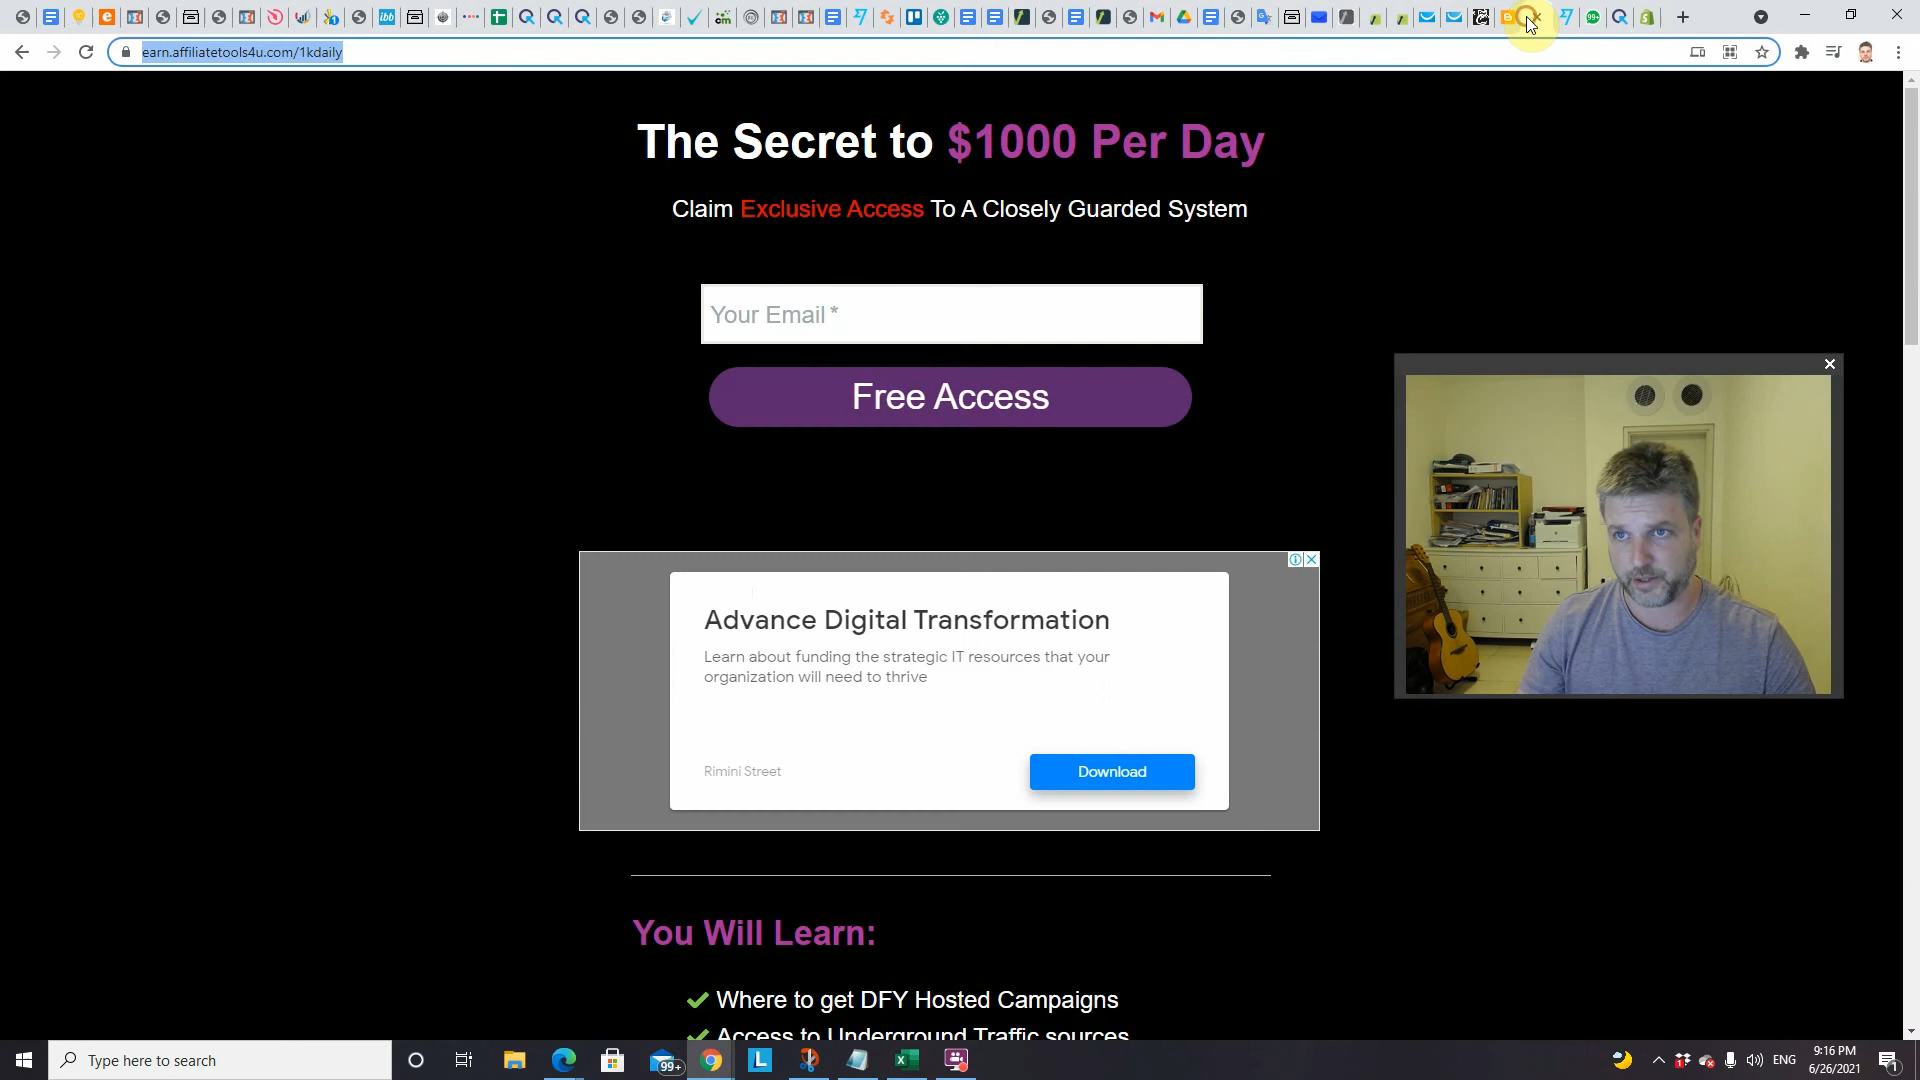 earn.affiliatetools4u.com/1kdaily
The Secret to $1000 Per Day
Claim Exclusive Access To A Closely Guarded System
Your Email *
Free Access
Advance Digital Transformation
Learn about funding the strategic IT resources that your
organization will need to thrive
Rimini Street
Download
You Will Learn:
Where to get DFY Hosted Campaigns
Access to Underground Traffic sources
Type here to search
99+
ENG
9:16 PM
6/26/2021
1